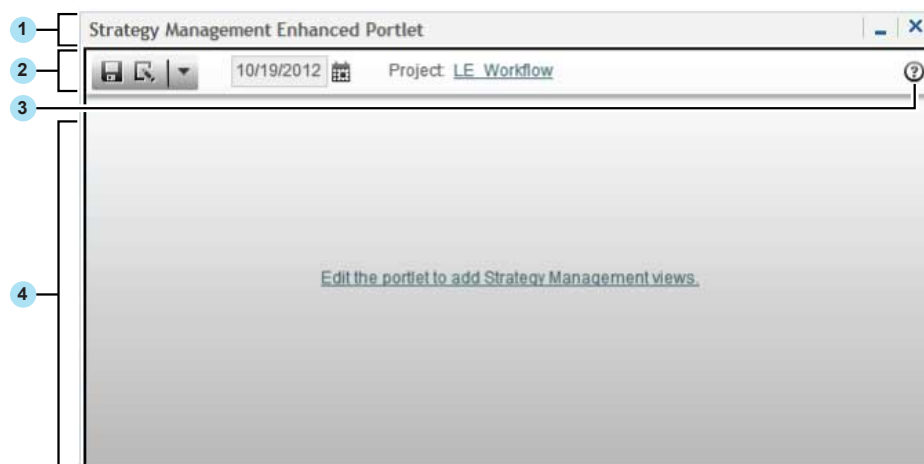 1 Strategy Management Enhanced Portlet
2 10/19/2012 Project: LE_Workflow ?
3
4 Edit the portlet to add Strategy Management views.